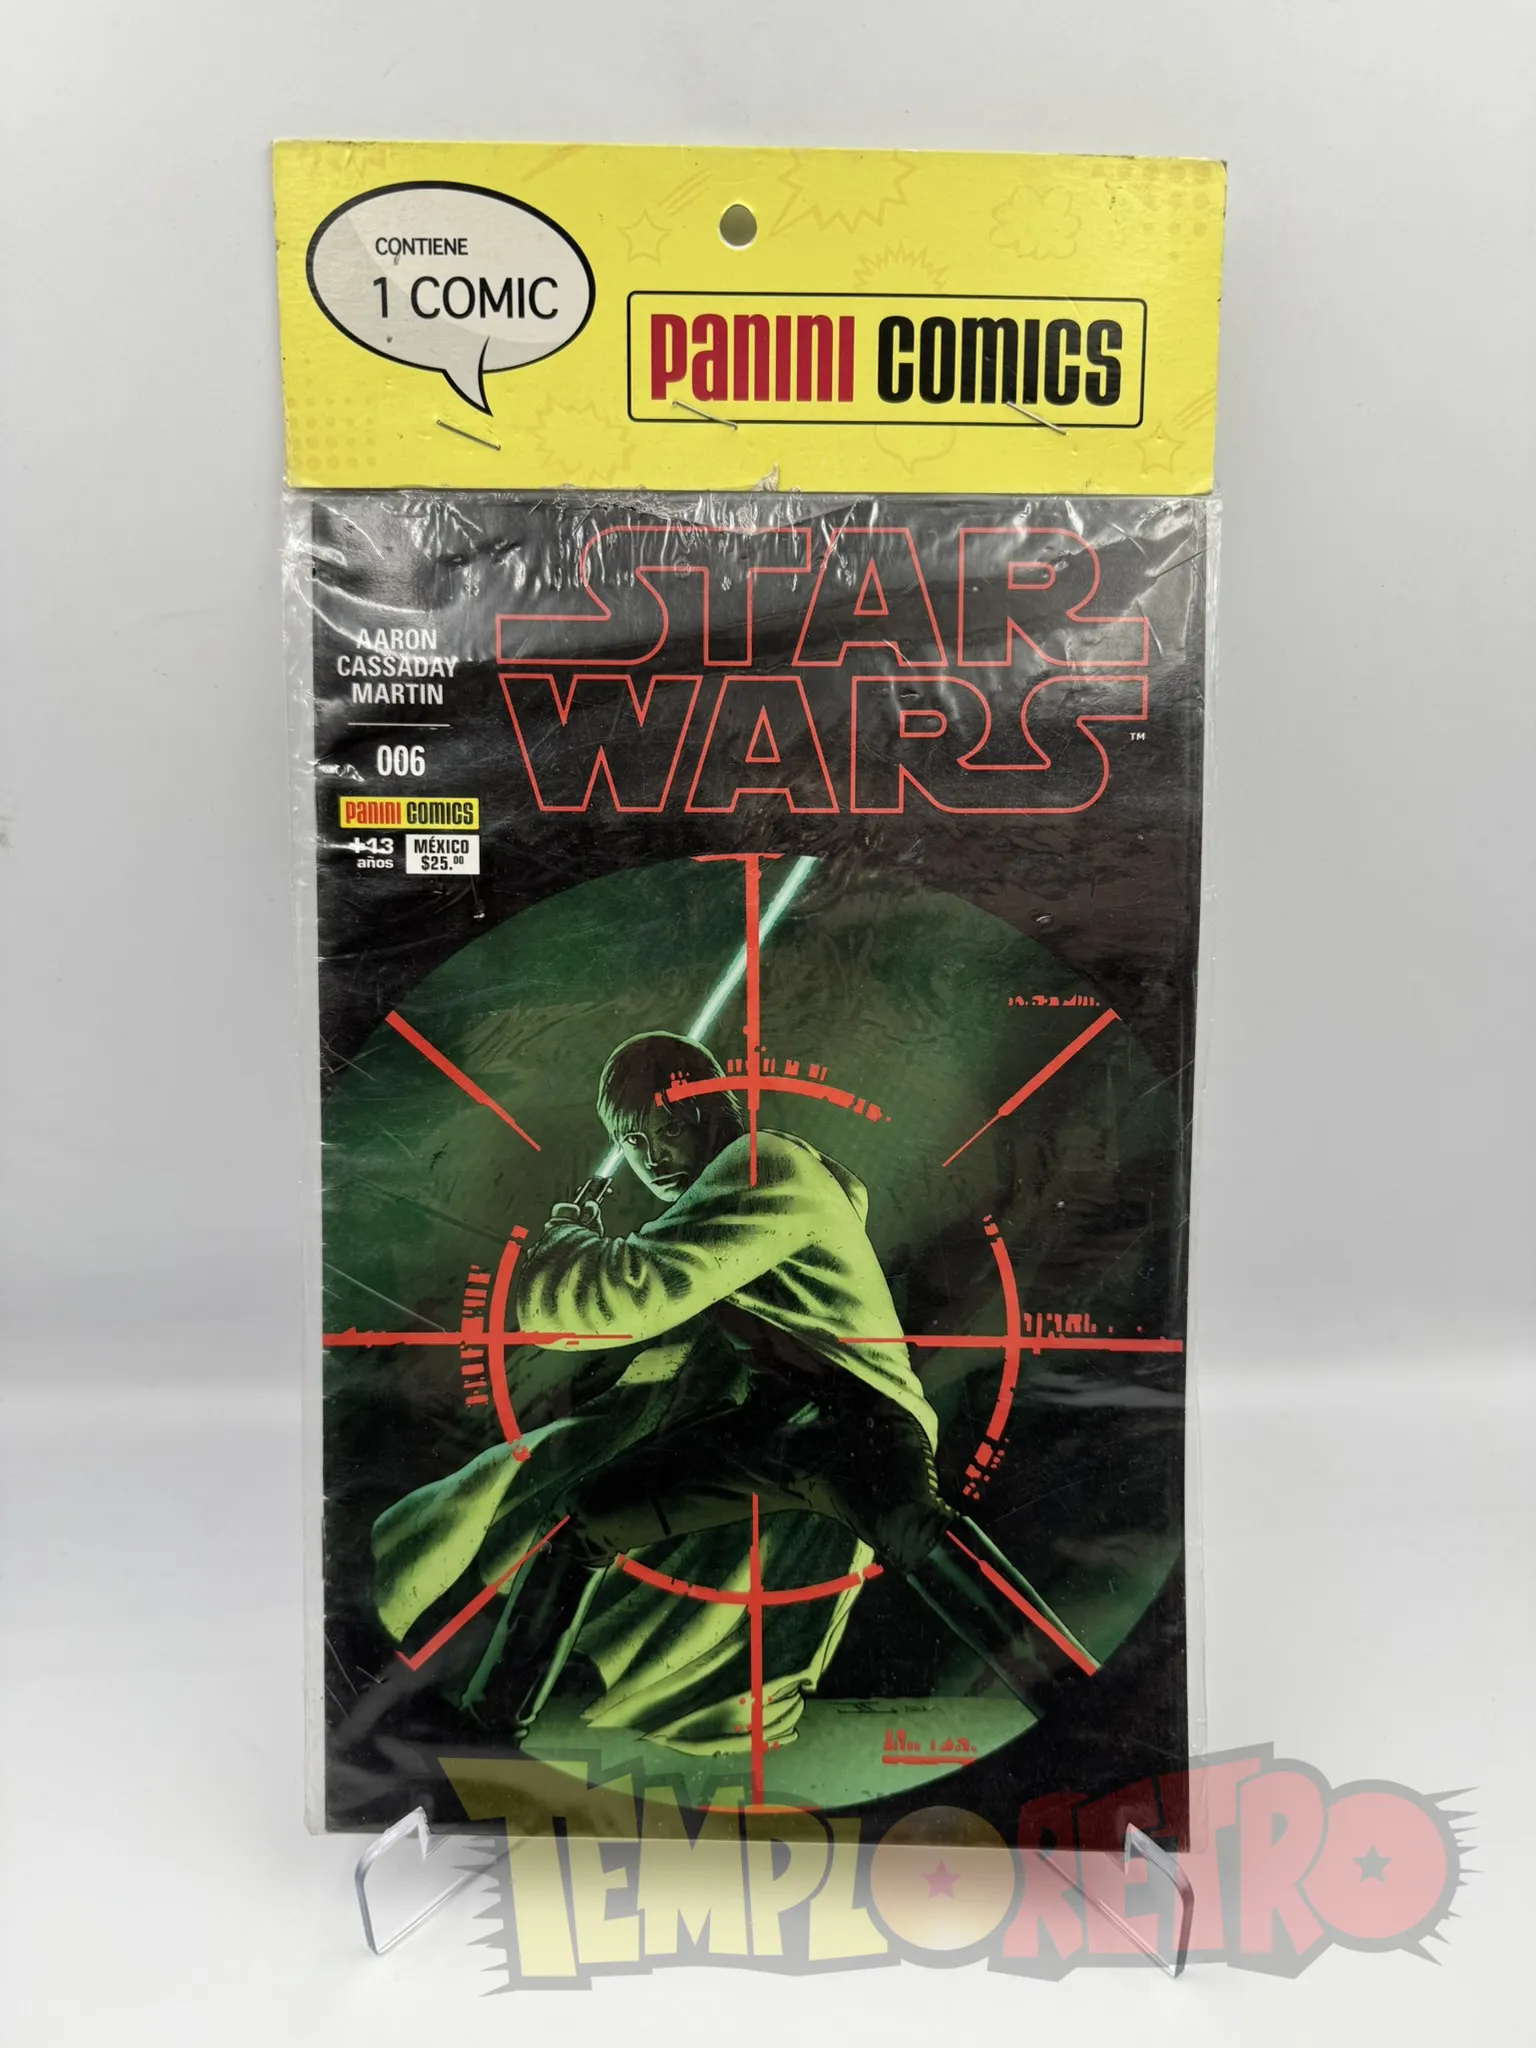 CONTIENE
1 COMIC
PANINI COMICS
STAR
WARS
TM
AARON
CASSADAY
MARTIN
006
PANINI COMICS
+13
años
MÉXICO
$25.00
TEMPLORETRO